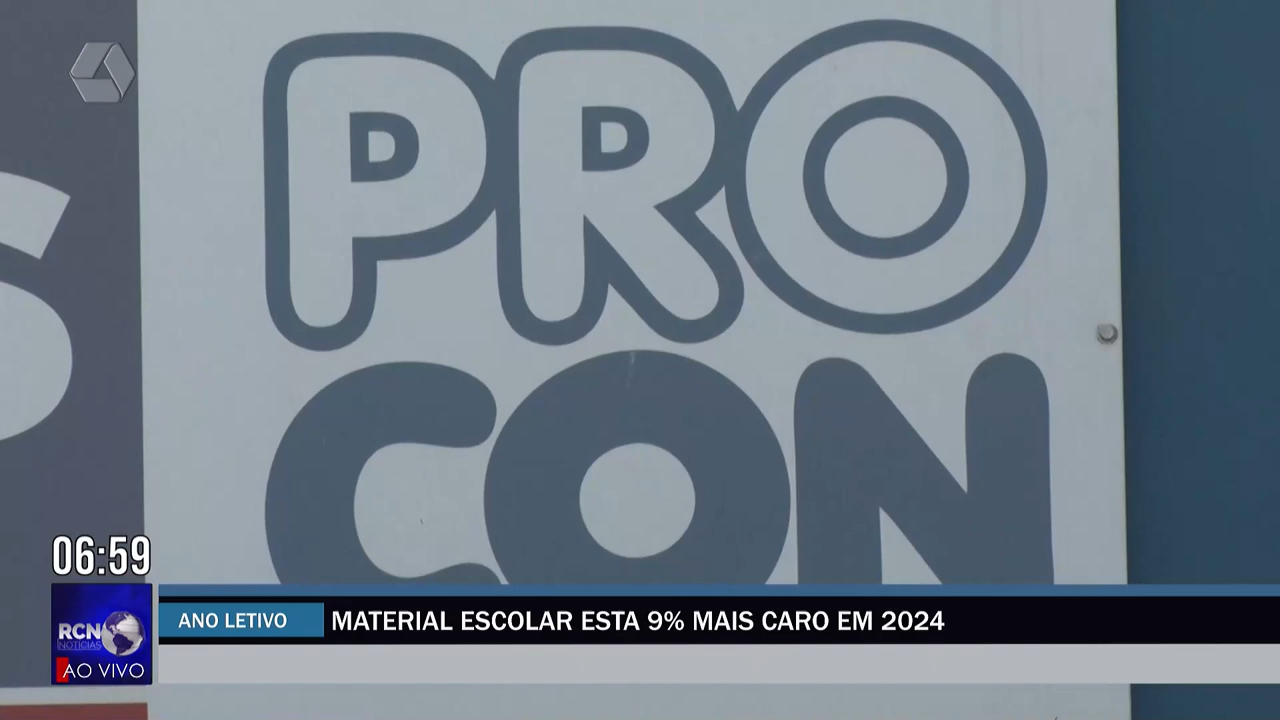 PRO
CON
06:59
RCN
NOTÍCIAS
AO VIVO
ANO LETIVO
MATERIAL ESCOLAR ESTA 9% MAIS CARO EM 2024